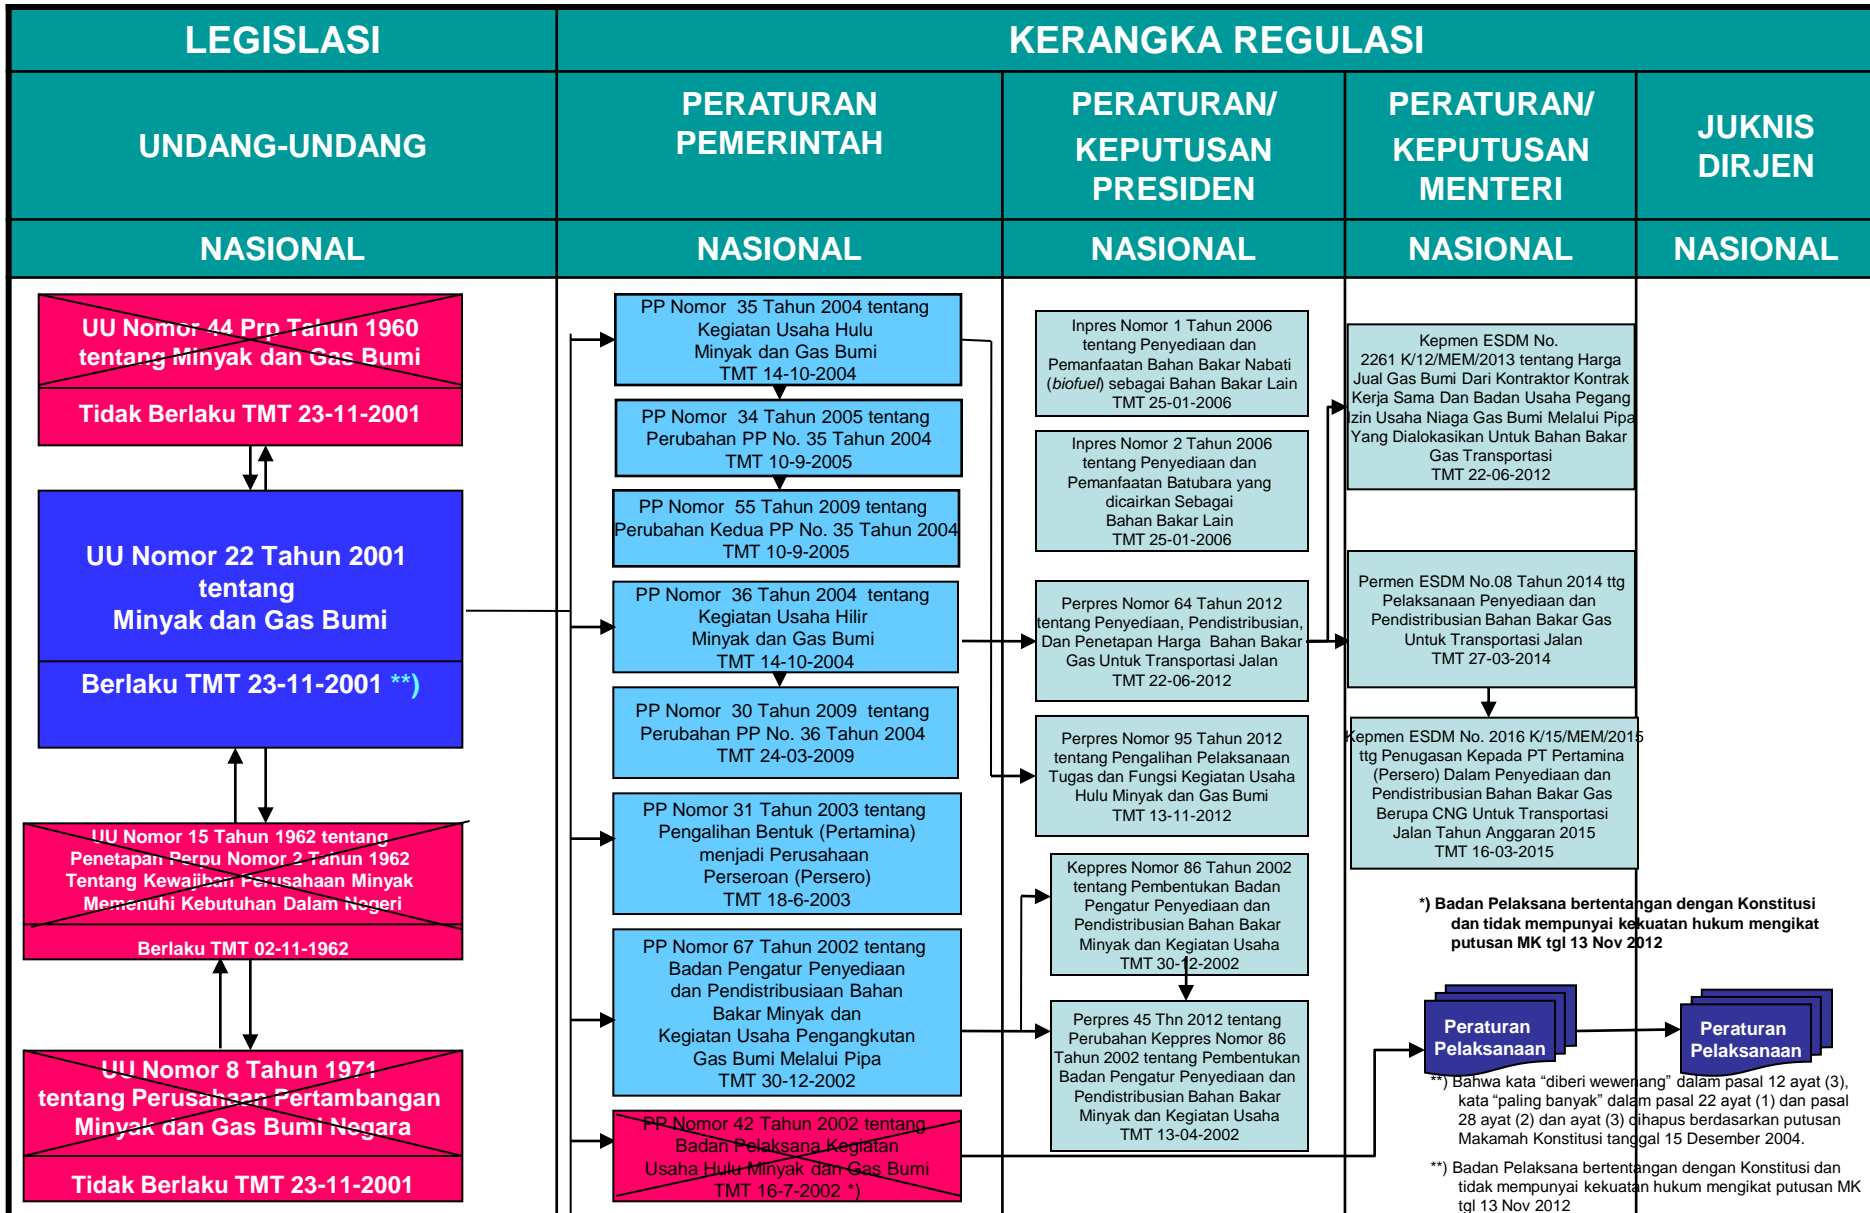 LEGISLASI
KERANGKA REGULASI
UNDANG-UNDANG
PERATURAN
PEMERINTAH
PERATURAN/
KEPUTUSAN
PRESIDEN
PERATURAN/
KEPUTUSAN
MENTERI
JUKNIS
DIRJEN
NASIONAL
NASIONAL
NASIONAL
NASIONAL
NASIONAL
UU Nomor 44 Prp Tahun 1960
tentang Minyak dan Gas Bumi
Tidak Berlaku TMT 23-11-2001
UU Nomor 22 Tahun 2001
tentang
Minyak dan Gas Bumi
Berlaku TMT 23-11-2001 **)
UU Nomor 15 Tahun 1962 tentang
Penetapan Perpu Nomor 2 Tahun 1962
Tentang Kewajiban Perusahaan Minyak
Memenuhi Kebutuhan Dalam Negeri
Berlaku TMT 02-11-1962
UU Nomor 8 Tahun 1971
tentang Perusahaan Pertambangan
Minyak dan Gas Bumi Negara
Tidak Berlaku TMT 23-11-2001
PP Nomor 35 Tahun 2004 tentang
Kegiatan Usaha Hulu
Minyak dan Gas Bumi
TMT 14-10-2004
PP Nomor 34 Tahun 2005 tentang
Perubahan PP No. 35 Tahun 2004
TMT 10-9-2005
PP Nomor 55 Tahun 2009 tentang
Perubahan Kedua PP No. 35 Tahun 2004
TMT 10-9-2005
PP Nomor 36 Tahun 2004 tentang
Kegiatan Usaha Hilir
Minyak dan Gas Bumi
TMT 14-10-2004
PP Nomor 30 Tahun 2009 tentang
Perubahan PP No. 36 Tahun 2004
TMT 24-03-2009
PP Nomor 31 Tahun 2003 tentang
Pengalihan Bentuk (Pertamina)
menjadi Perusahaan
Perseroan (Persero)
TMT 18-6-2003
PP Nomor 67 Tahun 2002 tentang
Badan Pengatur Penyediaan
dan Pendistribusiaan Bahan
Bakar Minyak dan
Kegiatan Usaha Pengangkutan
Gas Bumi Melalui Pipa
TMT 30-12-2002
PP Nomor 42 Tahun 2002 tentang
Badan Pelaksana Kegiatan
Usaha Hulu Minyak dan Gas Bumi
TMT 16-7-2002 *)
Inpres Nomor 1 Tahun 2006
tentang Penyediaan dan
Pemanfaatan Bahan Bakar Nabati
(biofuel) sebagai Bahan Bakar Lain
TMT 25-01-2006
Inpres Nomor 2 Tahun 2006
tentang Penyediaan dan
Pemanfaatan Batubara yang
dicairkan Sebagai
Bahan Bakar Lain
TMT 25-01-2006
Perpres Nomor 64 Tahun 2012
tentang Penyediaan, Pendistribusian,
Dan Penetapan Harga Bahan Bakar
Gas Untuk Transportasi Jalan
TMT 22-06-2012
Perpres Nomor 95 Tahun 2012
tentang Pengalihan Pelaksanaan
Tugas dan Fungsi Kegiatan Usaha
Hulu Minyak dan Gas Bumi
TMT 13-11-2012
Keppres Nomor 86 Tahun 2002
tentang Pembentukan Badan
Pengatur Penyediaan dan
Pendistribusian Bahan Bakar
Minyak dan Kegiatan Usaha
TMT 30-12-2002
Perpres 45 Thn 2012 tentang
Perubahan Keppres Nomor 86
Tahun 2002 tentang Pembentukan
Badan Pengatur Penyediaan dan
Pendistribusian Bahan Bakar
Minyak dan Kegiatan Usaha
TMT 13-04-2002
Kepmen ESDM No.
2261 K/12/MEM/2013 tentang Harga
Jual Gas Bumi Dari Kontraktor Kontrak
Kerja Sama Dan Badan Usaha Pegang
Izin Usaha Niaga Gas Bumi Melalui Pipa
Yang Dialokasikan Untuk Bahan Bakar
Gas Transportasi
TMT 22-06-2012
Permen ESDM No.08 Tahun 2014 ttg
Pelaksanaan Penyediaan dan
Pendistribusian Bahan Bakar Gas
Untuk Transportasi Jalan
TMT 27-03-2014
Kepmen ESDM No. 2016 K/15/MEM/2015
ttg Penugasan Kepada PT Pertamina
(Persero) Dalam Penyediaan dan
Pendistribusian Bahan Bakar Gas
Berupa CNG Untuk Transportasi
Jalan Tahun Anggaran 2015
TMT 16-03-2015
*) Badan Pelaksana bertentangan dengan Konstitusi
dan tidak mempunyai kekuatan hukum mengikat
putusan MK tgl 13 Nov 2012
Peraturan
Pelaksanaan
Peraturan
Pelaksanaan
**) Bahwa kata “diberi wewenang” dalam pasal 12 ayat (3),
kata “paling banyak” dalam pasal 22 ayat (1) dan pasal
28 ayat (2) dan ayat (3) dihapus berdasarkan putusan
Makamah Konstitusi tanggal 15 Desember 2004.
**) Badan Pelaksana bertentangan dengan Konstitusi dan
tidak mempunyai kekuatan hukum mengikat putusan MK
tgl 13 Nov 2012